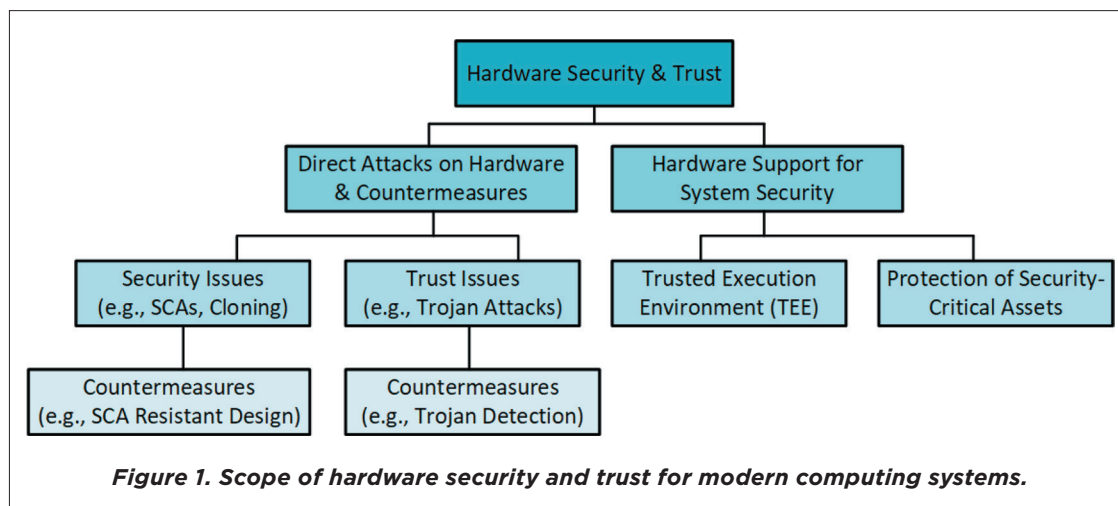 Hardware Security & Trust
Direct Attacks on Hardware
& Countermeasures
Hardware Support for
System Security
Security Issues
(e.g., SCAs, Cloning)
Trust Issues
(e.g., Trojan Attacks)
Trusted Execution
Environment (TEE)
Protection of Security-
Critical Assets
Countermeasures
(e.g., SCA Resistant Design)
Countermeasures
(e.g., Trojan Detection)
Figure 1. Scope of hardware security and trust for modern computing systems.